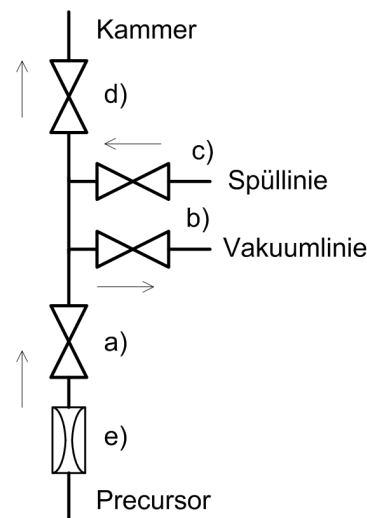 Kammer
d)
c)
Spüllinie
b)
Vakuumlinie
a)
e)
Precursor